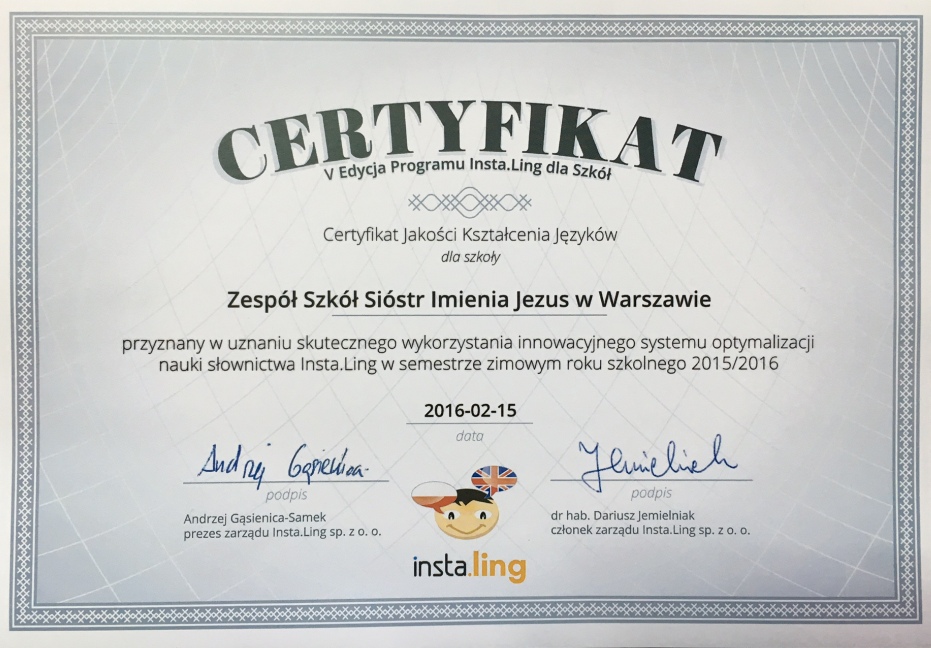 CERTYFIKAT
V Edycja Programu Insta.Ling dla Szkół
Certyfikat Jakości Kształcenia Języków
dla szkoły
Zespół Szkół Sióstr Imienia Jezus w Warszawie
przyznany w uznaniu skutecznego wykorzystania innowacyjnego systemu optymalizacji
nauki słownictwa Insta.Ling w semestrze zimowym roku szkolnego 2015/2016
2016-02-15
data
Andrzej Gąsienica-
podpis
Andrzej Gąsienica-Samek
prezes zarządu Insta.Ling sp. z o. o.
Jemielniak
podpis
dr hab. Dariusz Jemielniak
członek zarządu Insta.Ling sp. z o. o.
insta.ling